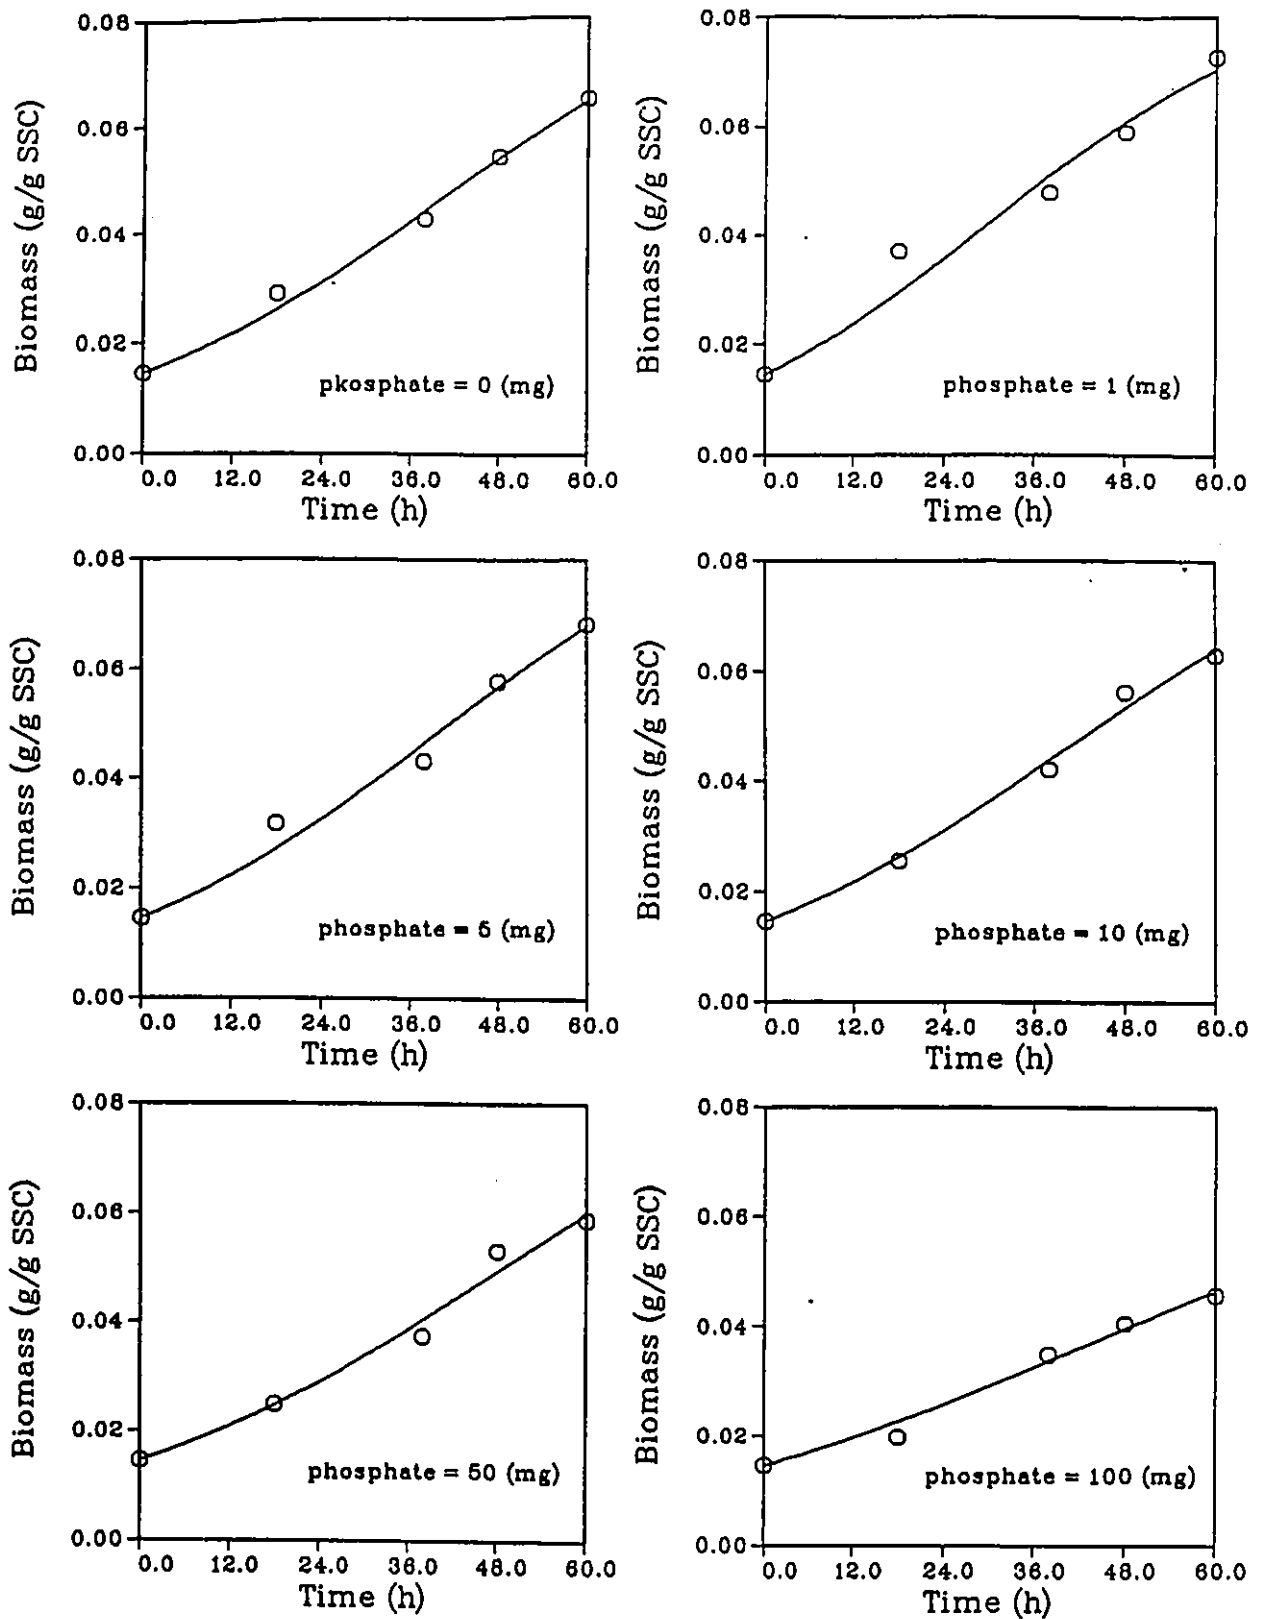 0.08
0.06
0.04
0.02
0.00
Biomass (g/g SSC)
pkosphate = 0 (mg)
0.0 12.0 24.0 36.0 48.0 60.0
Time (h)
0.08
0.06
0.04
0.02
0.00
Biomass (g/g SSC)
phosphate = 1 (mg)
0.0 12.0 24.0 36.0 48.0 60.0
Time (h)
0.08
0.06
0.04
0.02
0.00
Biomass (g/g SSC)
phosphate = 5 (mg)
0.0 12.0 24.0 36.0 48.0 60.0
Time (h)
0.08
0.06
0.04
0.02
0.00
Biomass (g/g SSC)
phosphate = 10 (mg)
0.0 12.0 24.0 36.0 48.0 60.0
Time (h)
0.08
0.06
0.04
0.02
0.00
Biomass (g/g SSC)
phosphate = 50 (mg)
0.0 12.0 24.0 36.0 48.0 60.0
Time (h)
0.08
0.06
0.04
0.02
0.00
Biomass (g/g SSC)
phosphate = 100 (mg)
0.0 12.0 24.0 36.0 48.0 60.0
Time (h)